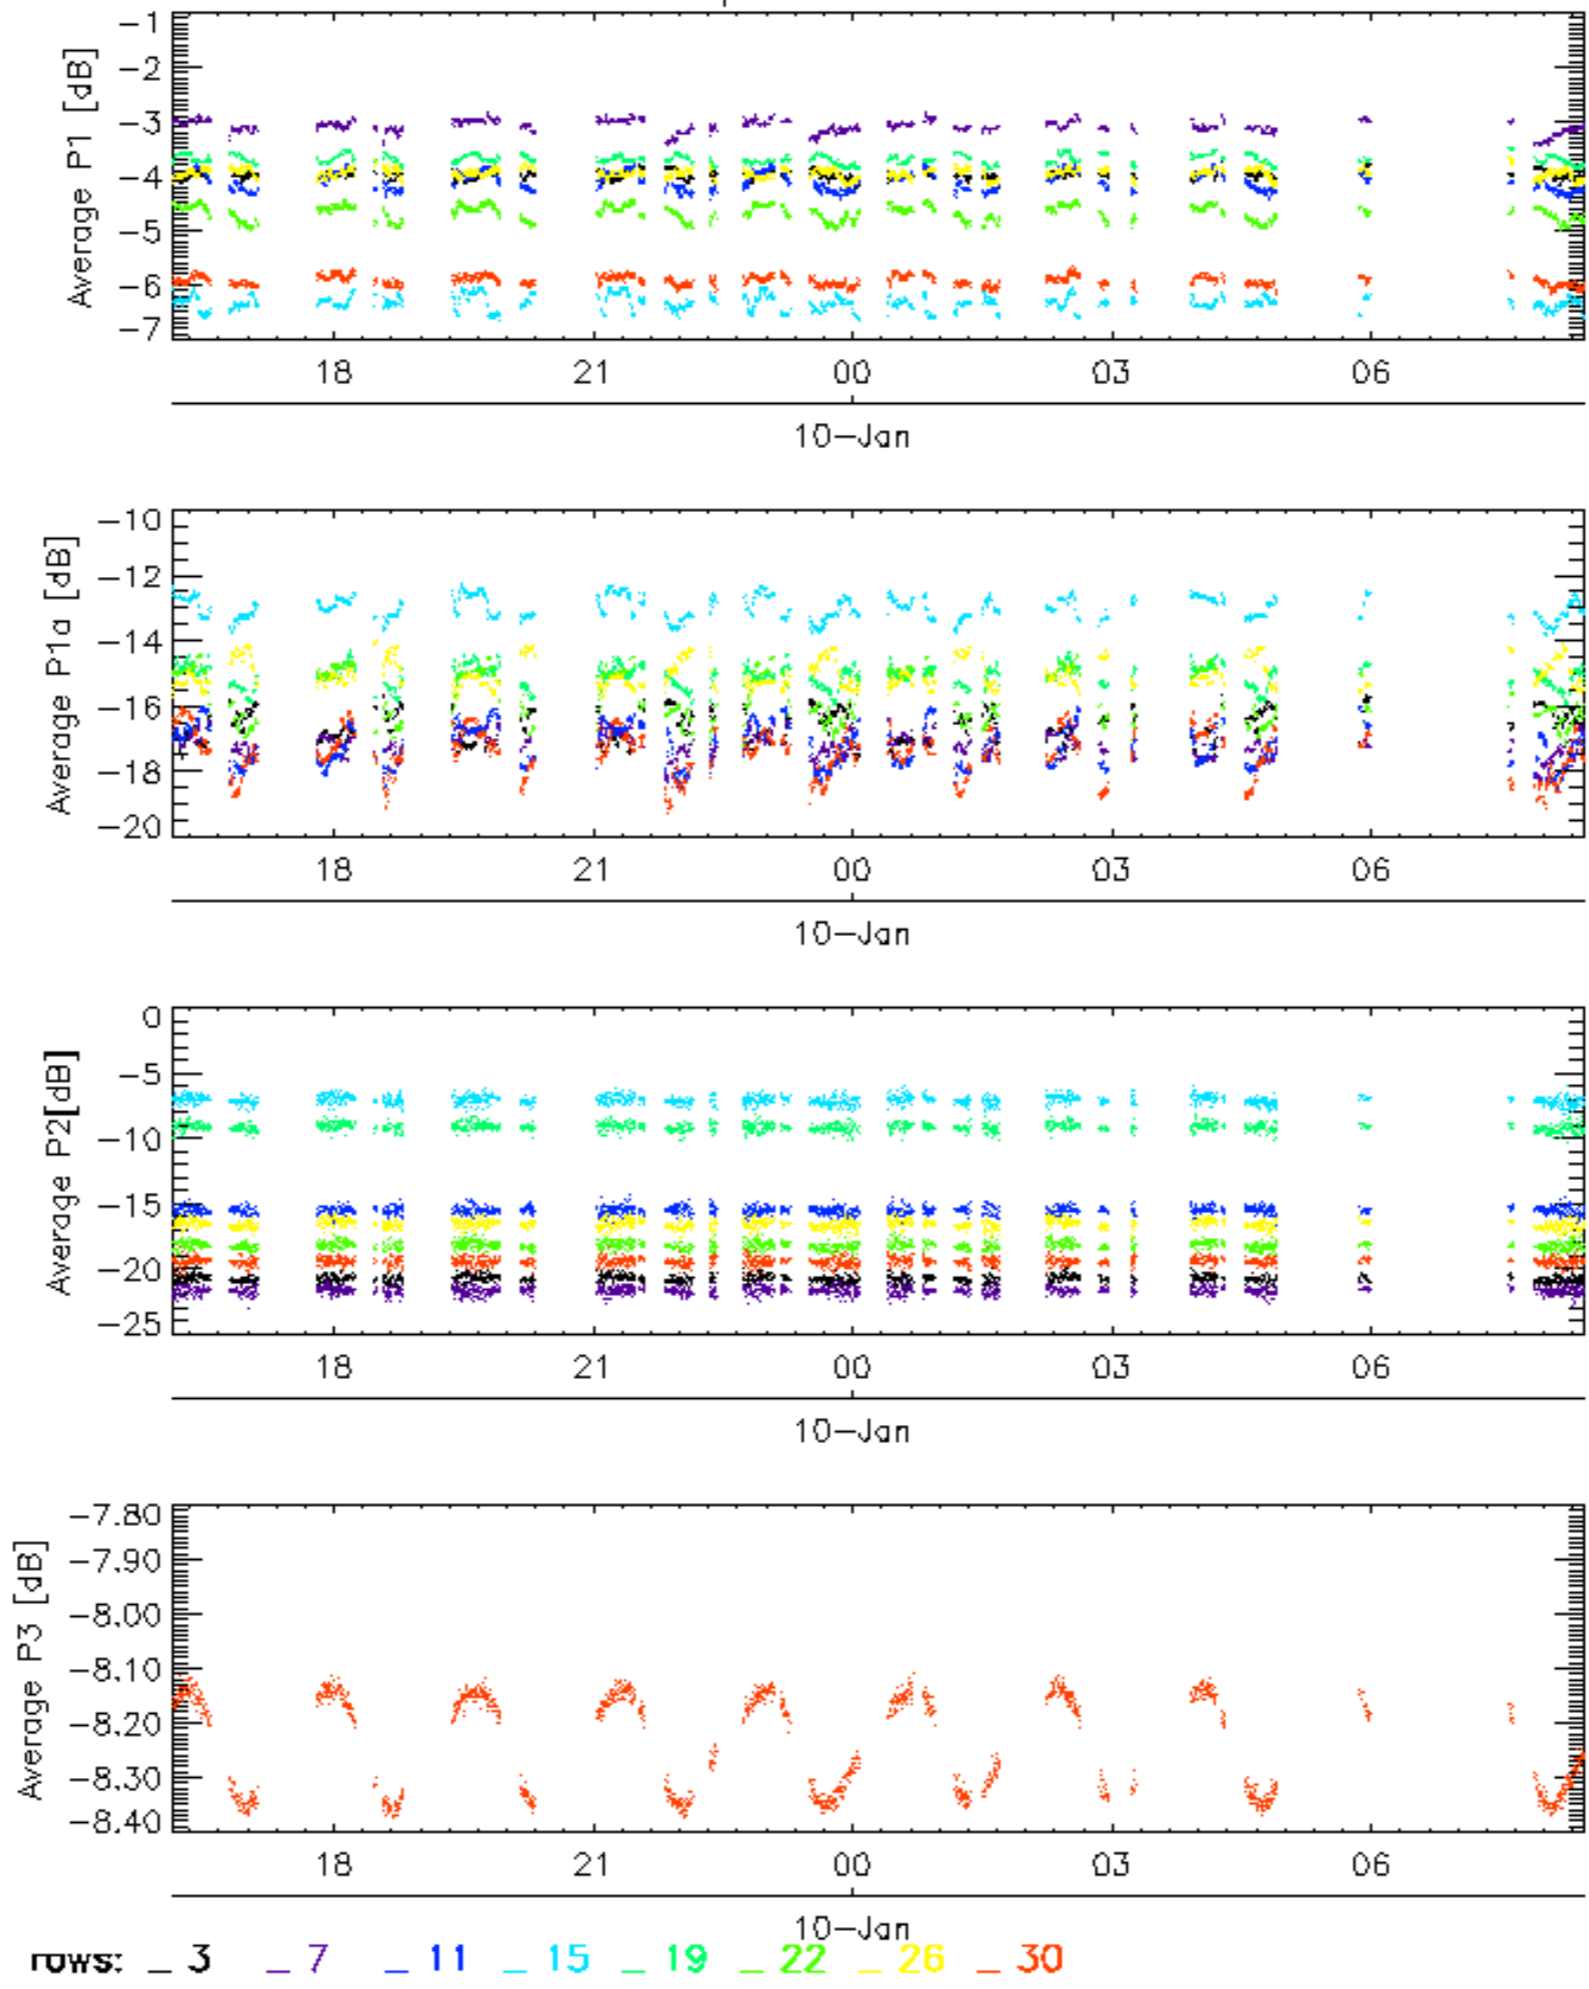 -1
-2
-3
-4
-5
-6
-7
Average P1 [dB]
18 21 00 03 06
10-Jan
-10
-12
-14
-16
-18
-20
Average P1a [dB]
18 21 00 03 06
10-Jan
0
-5
-10
-15
-20
-25
Average P2[dB]
18 21 00 03 06
10-Jan
-7.80
-7.90
-8.00
-8.10
-8.20
-8.30
-8.40
Average P3 [dB]
18 21 00 03 06
10-Jan
rows: _ 3 _ 7 _ 11 _ 15 _ 19 _ 22 _ 26 _ 30